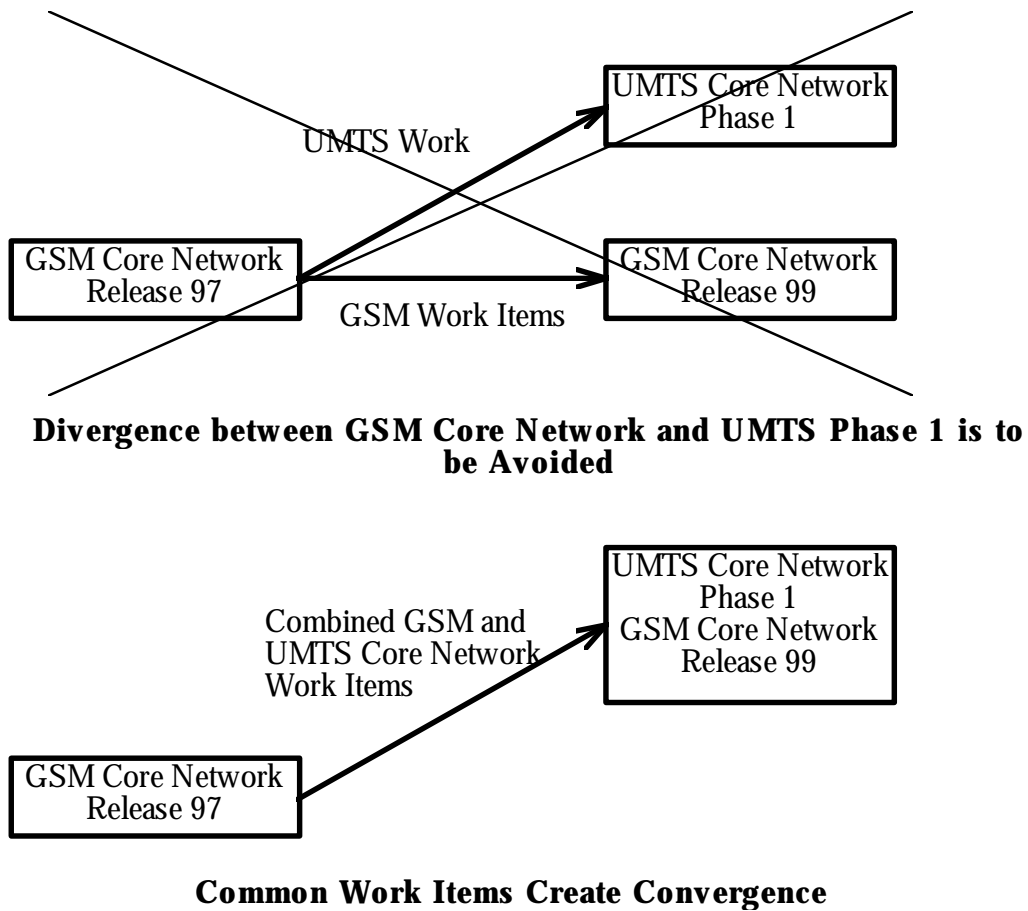 UMTS Core Network
Phase 1
UMTS Work
GSM Core Network
Release 97
GSM Core Network
Release 99
GSM Work Items
Divergence between GSM Core Network and UMTS Phase 1 is to
be Avoided
UMTS Core Network
Phase 1
GSM Core Network
Release 99
Combined GSM and
UMTS Core Network
Work Items
GSM Core Network
Release 97
Common Work Items Create Convergence